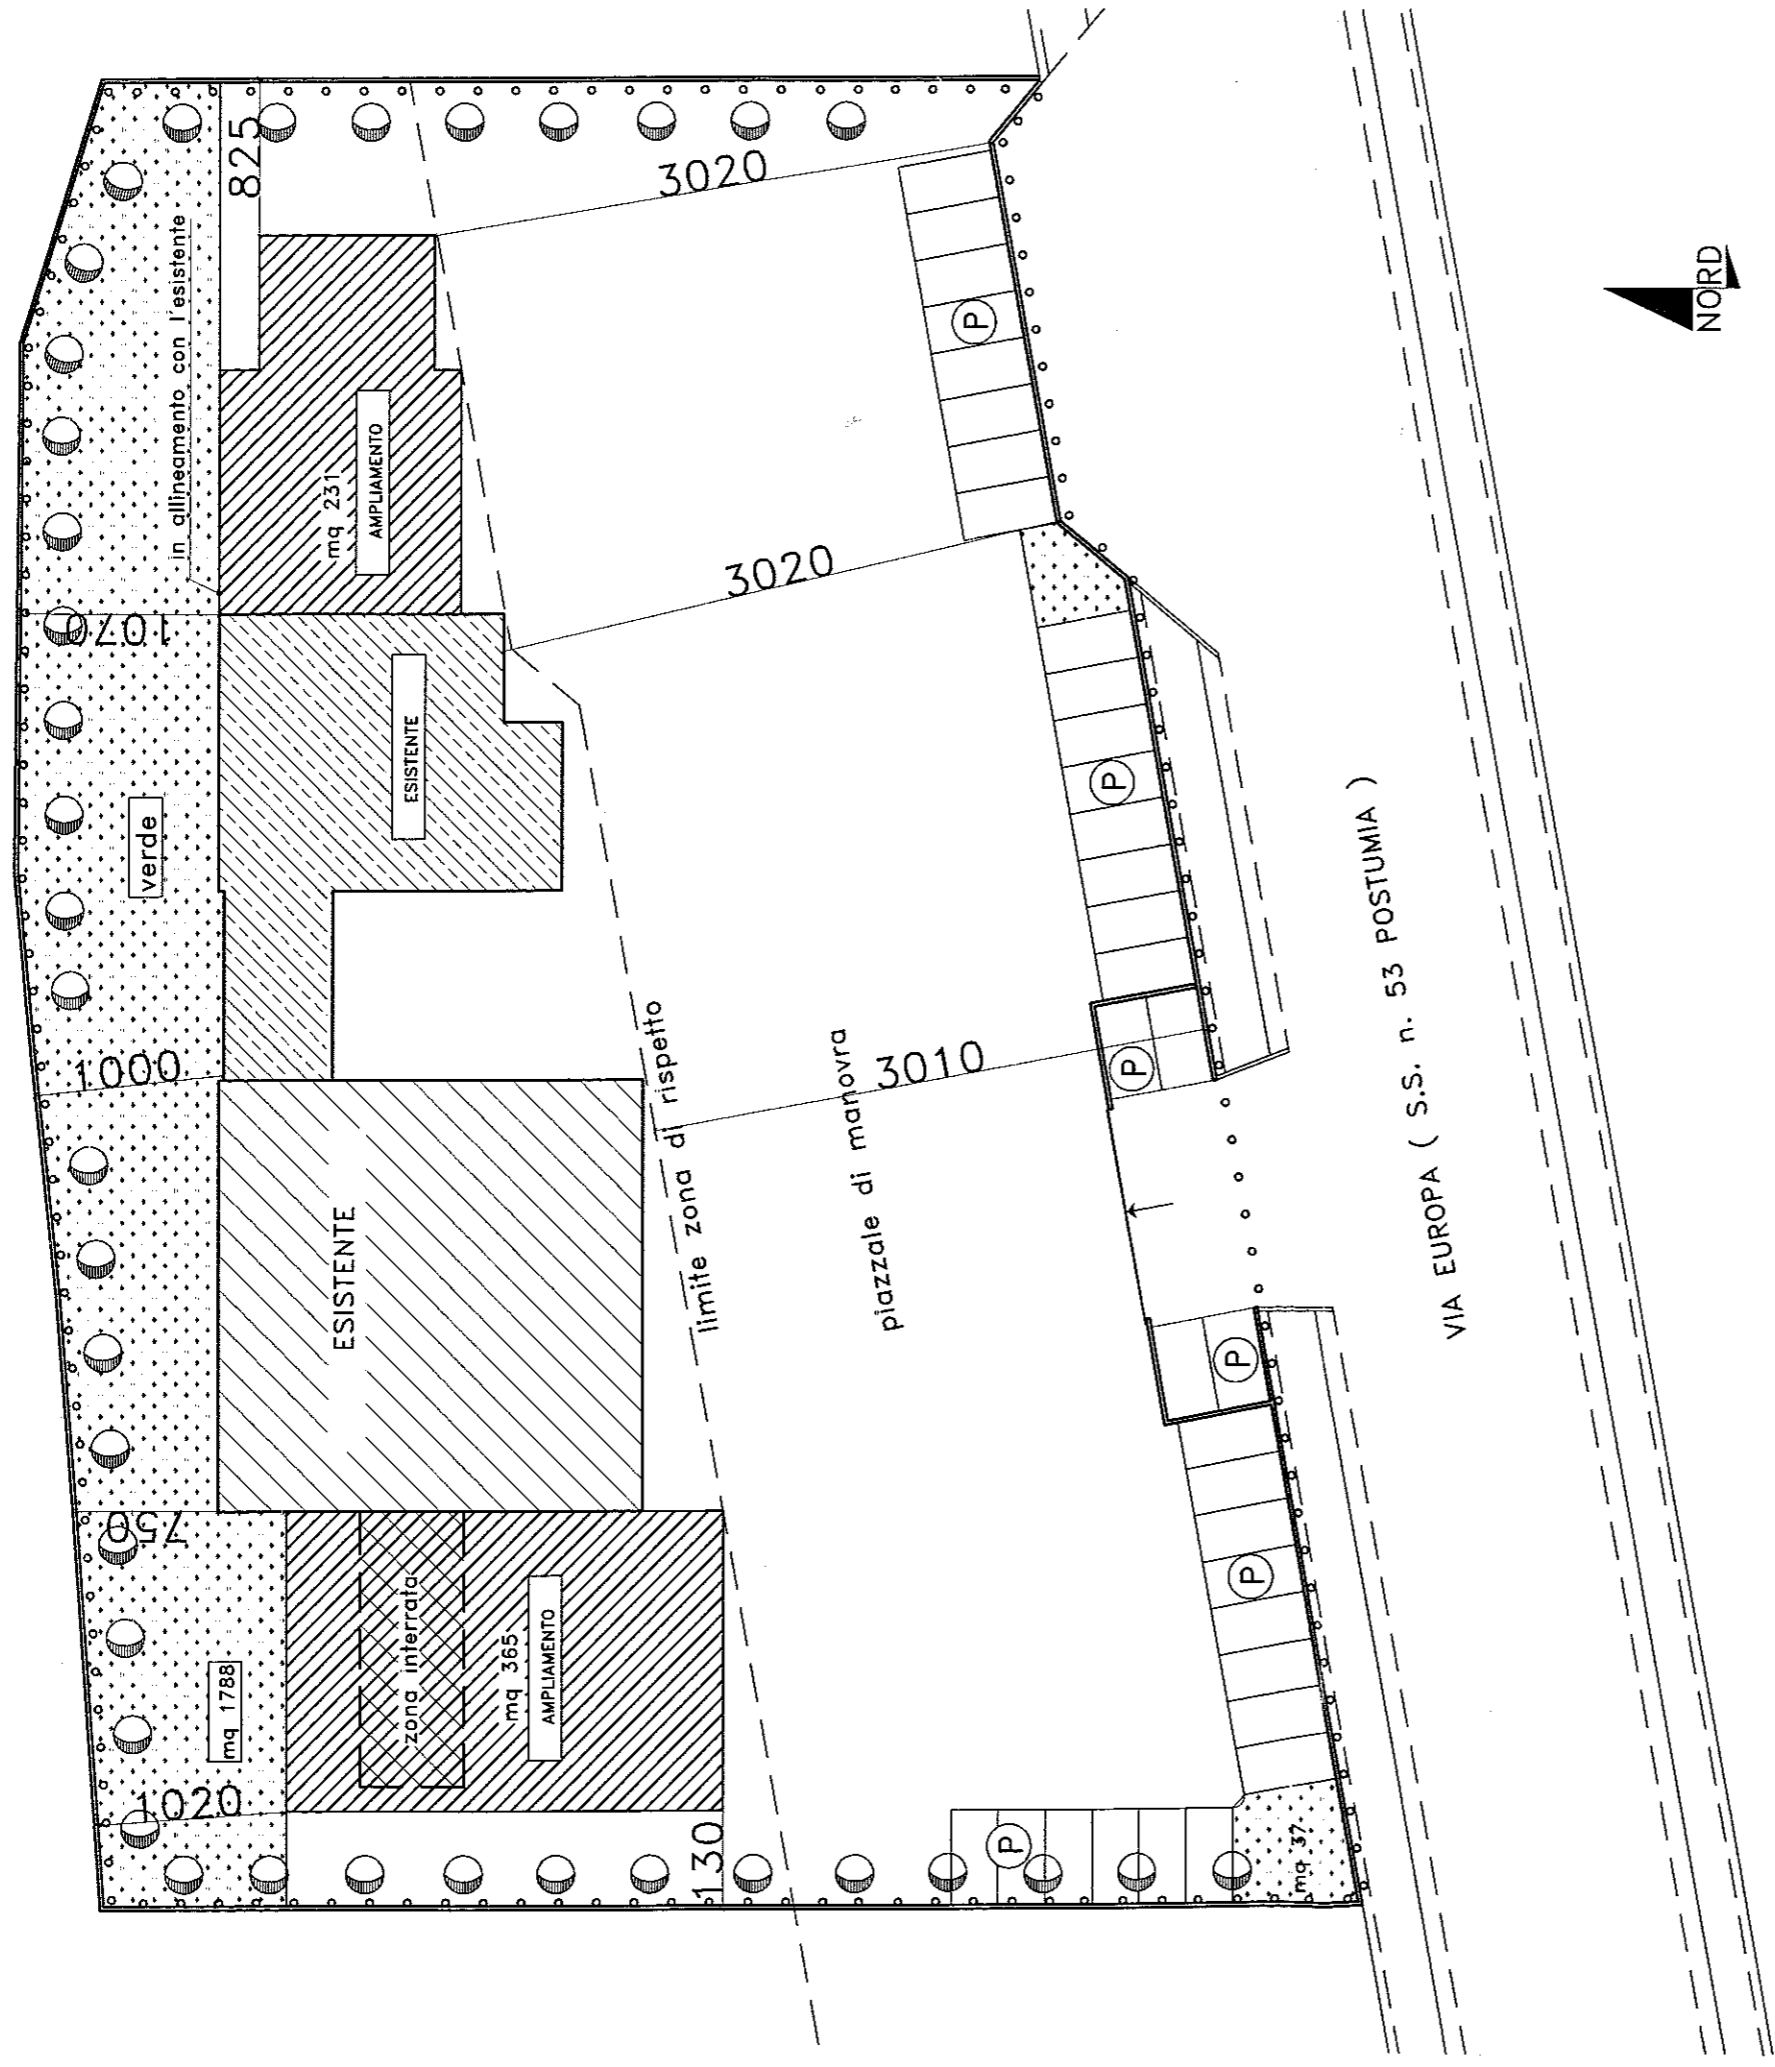 825
3020
in allineamento con l'esistente
NORD
mq 231
AMPLIAMENTO
3020
1070
ESISTENTE
verde
1000
limite zona di rispetto
piazzale di manovra
3010
P
P
P
P
P
P
VIA EUROPA ( S.S. n. 53 POSTUMIA )
ESISTENTE
750
zona interrata
mq 365
AMPLIAMENTO
mq 1788
1020
130
mq 37